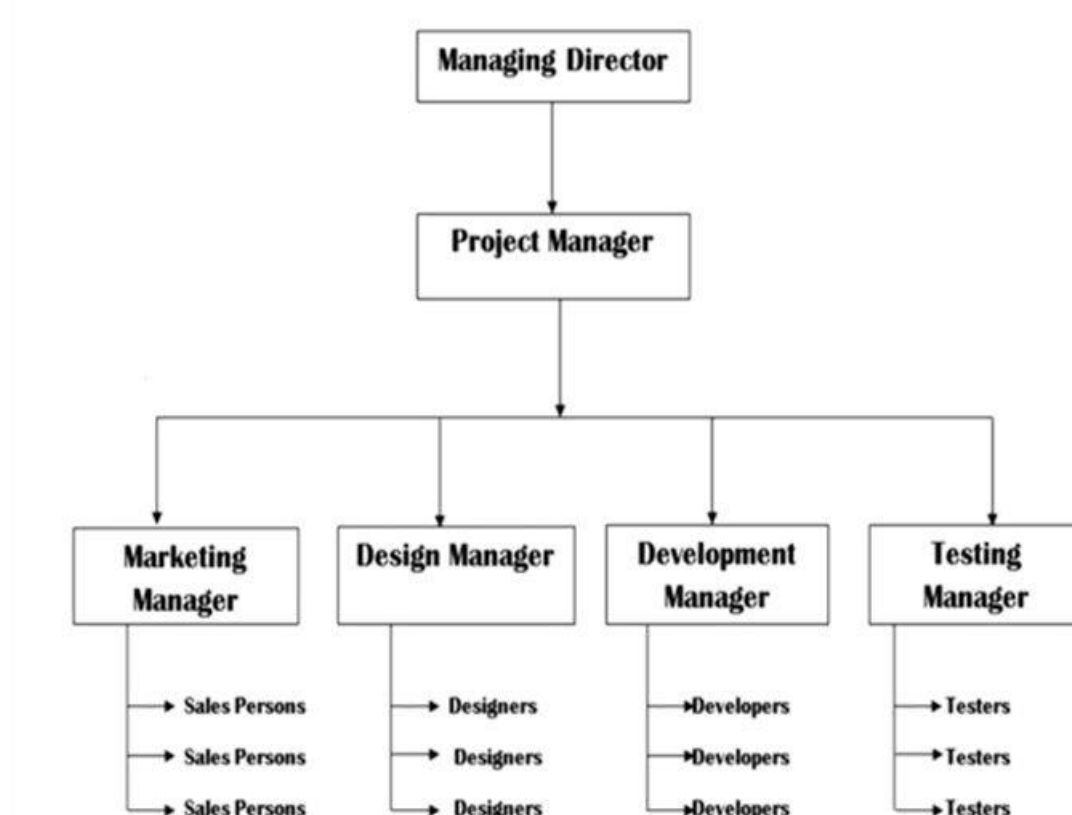 Managing Director
Project Manager
Marketing
Manager
Design Manager
Development
Manager
Testing
Manager
Sales Persons
Designers
Developers
Testers
Sales Persons
Designers
Developers
Testers
Sales Persons
Designers
Developers
Testers